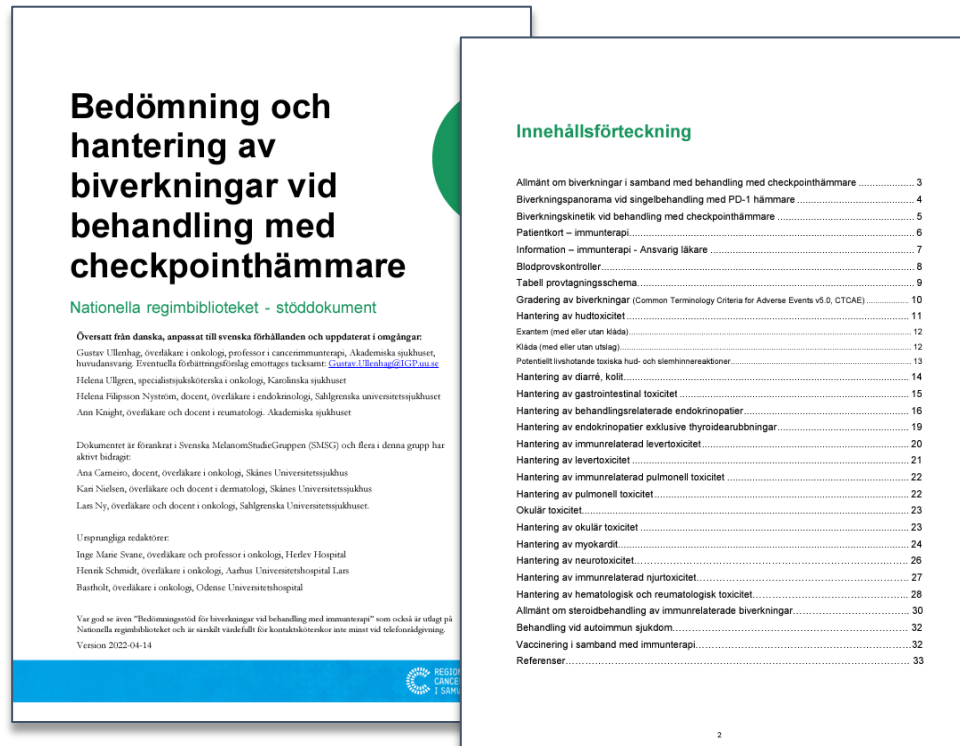 Bedömning och
hantering av
biverkningar vid
behandling med
checkpointhämmare
Nationella regimbiblioteket - stöddokument
Översatt från danska, anpassat till svenska förhållanden och uppdaterat i omgångar:
Gustav Ullenhag, överläkare i onkologi, professor i cancerimmunterapi, Akademiska sjukhuset,
huvudansvarig. Eventuella förbättringsförslag emottages tacksamt: Gustav.Ullenhag@IGP.uu.se
Helena Ullgren, specialistsjuksköterska i onkologi, Karolinska sjukhuset
Helena Filipsson Nyström, docent, överläkare i endokrinologi, Sahlgrenska universitetssjukhuset
Ann Knight, överläkare och docent i reumatologi. Akademiska sjukhuset
Dokumentet är förankrat i Svenska MelanomStudieGruppen (SMSG) och flera i denna grupp har
aktivt bidragit:
Ana Carneiro, docent, överläkare i onkologi, Skånes Universitetssjukhus
Kari Nielsen, överläkare och docent i dermatologi, Skånes Universitetssjukhus
Lars Ny, överläkare och docent i onkologi, Sahlgrenska Universitetssjukhuset.
Ursprungliga redaktörer:
Inge Marie Svane, överläkare och professor i onkologi, Herlev Hospital
Henrik Schmidt, överläkare i onkologi, Aarhus Universitetshospital Lars
Bastholt, överläkare i onkologi, Odense Universitetshospital
Var god se även "Bedömningsstöd för biverkningar vid behandling med immunterapi" som också är utlagt på
Nationella regimbiblioteket och är särskilt värdefullt för kontaktsköterskor inte minst vid telefonrådgivning.
Version 2022-04-14
REGION
CANCE
I SAMV
Innehållsförteckning
Allmänt om biverkningar i samband med behandling med checkpointhämmare ..................... 3
Biverkningspanorama vid singelbehandling med PD-1 hämmare ..................... 4
Biverkningskinetik vid behandling med checkpointhämmare ..................... 5
Patientkort – immunterapi..................... 6
Information – immunterapi - Ansvarig läkare ..................... 7
Blodprovskontroller..................... 8
Tabell provtagningsschema..................... 9
Gradering av biverkningar (Common Terminology Criteria for Adverse Events v5.0, CTCAE) ................. 10
Hantering av hudtoxicitet ..................... 11
Exantem (med eller utan klåda)..................... 12
Klåda (med eller utan utslag)..................... 12
Potentiellt livshotande toxiska hud- och slemhinnereaktioner..................... 13
Hantering av diarré, kolit..................... 14
Hantering av gastrointestinal toxicitet ..................... 15
Hantering av behandlingsrelaterade endokrinopatier..................... 16
Hantering av endokrinopatier exklusive thyroidearubbningar..................... 19
Hantering av immunrelaterad levertoxicitet..................... 20
Hantering av levertoxicitet ..................... 21
Hantering av immunrelaterad pulmonell toxicitet ..................... 22
Hantering av pulmonell toxicitet..................... 22
Okulär toxicitet..................... 23
Hantering av okulär toxicitet ..................... 23
Hantering av myokardit..................... 24
Hantering av neurotoxicitet..................... 26
Hantering av immunrelaterad njurtoxicitet..................... 27
Hantering av hematologisk och reumatologisk toxicitet..................... 28
Allmänt om steroidbehandling av immunrelaterade biverkningar..................... 30
Behandling vid autoimmun sjukdom..................... 32
Vaccinering i samband med immunterapi.....................32
Referenser..................... 33
2